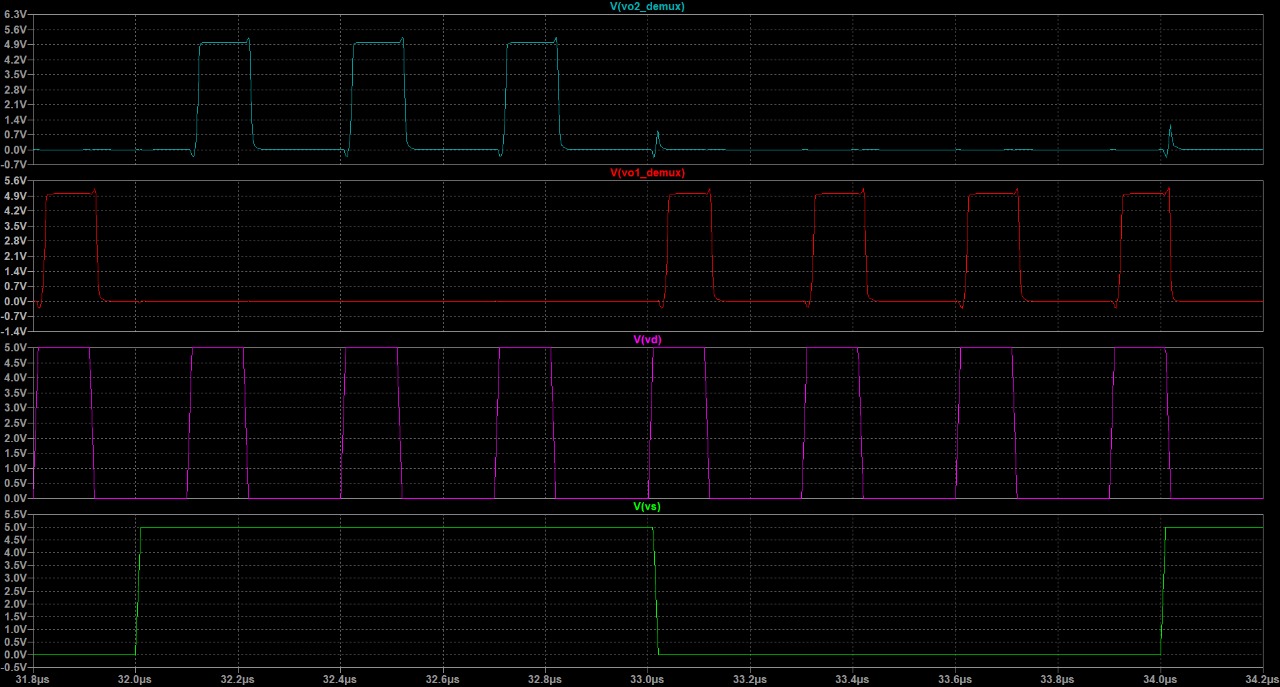 V(vo2_demux)
6.3V
5.6V
4.9V
4.2V
3.5V
2.8V
2.1V
1.4V
0.7V
0.0V
-0.7V
V(vo1_demux)
5.6V
4.9V
4.2V
3.5V
2.8V
2.1V
1.4V
0.7V
0.0V
-0.7V
-1.4V
V(vd)
5.0V
4.5V
4.0V
3.5V
3.0V
2.5V
2.0V
1.5V
1.0V
0.5V
0.0V
V(vs)
5.5V
5.0V
4.5V
4.0V
3.5V
3.0V
2.5V
2.0V
1.5V
1.0V
0.5V
0.0V
-0.5V
31.8µs 32.0µs 32.2µs 32.4µs 32.6µs 32.8µs 33.0µs 33.2µs 33.4µs 33.6µs 33.8µs 34.0µs 34.2µs